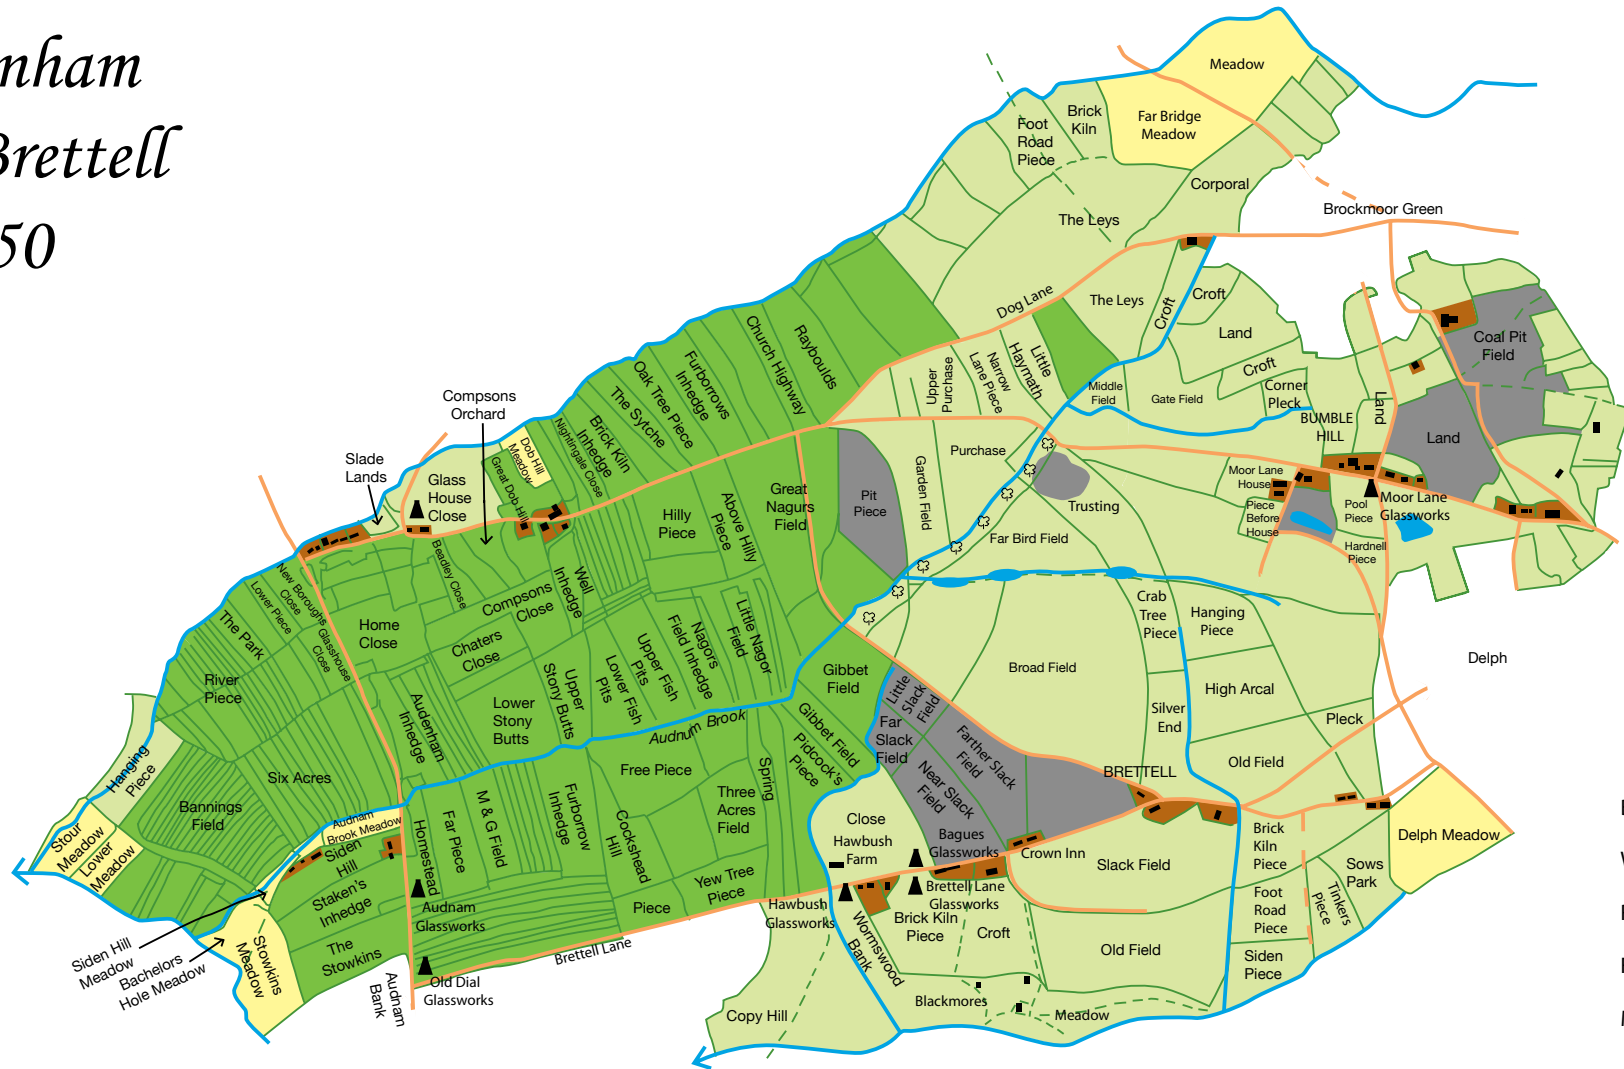 nham
Brettell
50
Meadow
Far Bridge
Meadow
Brick
Kiln
Foot
Road
Piece
Corporal
The Leys
Brockmoor Green
Dog Lane
The Leys
Croft
Croft
Land
Croft
Corner
Pleck
Coal Pit
Field
Land
Land
BUMBLE
HILL
Middle
Field
Gate Field
Little
Haymath
Narrow
Lane Piece
Upper
Purchase
Purchase
Garden Field
Pit
Piece
Trusting
Far Bird Field
Moor Lane
House
Piece
Before
House
Pool
Piece
Moor Lane
Glassworks
Hardnell
Piece
Delph
Rayboulds
Church Highway
Furborrows
Inhedge
Oak Tree Piece
The Sytche
Brick Kiln
Inhedge
Nightingale Close
Dob Hill
Meadow
Great Dob Hill
Compsons
Orchard
Slade
Lands
Glass
House
Close
Beadley Close
Great
Nagurs
Field
Above Hilly
Piece
Hilly
Piece
Well
Inhedge
Compsons
Close
Chaters
Close
Home
Close
New Boroughs
Close
Lower Piece
Glasshouse
Close
The Park
River
Piece
Hanging
Piece
Six Acres
Bannings
Field
Stour
Meadow
Lower
Meadow
Audenham
Inhedge
Lower
Stony
Butts
Upper
Stony Butts
Lower Fish
Pits
Upper Fish
Pits
Nagors
Field Inhedge
Little Nagor
Field
Audnum Brook
Gibbet
Field
Gibbet Field
Pidcock's
Piece
Spring
Three
Acres
Field
Free Piece
Cockshead
Hill
Furborrow
Inhedge
M & G Field
Far Piece
Homestead
Audnam
Brook Meadow
Siden
Hill
Staken's
Inhedge
The
Stowkins
Stowkins
Meadow
Siden Hill
Meadow
Bachelors
Hole Meadow
Audnam
Bank
Audnam
Glassworks
Old Dial
Glassworks
Piece
Yew Tree
Piece
Brettell Lane
Crab
Tree
Piece
Hanging
Piece
Broad Field
High Arcal
Silver
End
Pleck
Old Field
Little
Slack
Field
Far
Slack
Field
Farther Slack
Field
Near Slack
Field
BRETTELL
Close
Hawbush
Farm
Bagues
Glassworks
Crown Inn
Brettell Lane
Glassworks
Hawbush
Glassworks
Brick Kiln
Piece
Wormswood
Bank
Croft
Blackmores
Meadow
Copy Hill
Slack Field
Old Field
Brick
Kiln
Piece
Foot
Road
Piece
Siden
Piece
Tinkers
Piece
Sows
Park
Delph Meadow